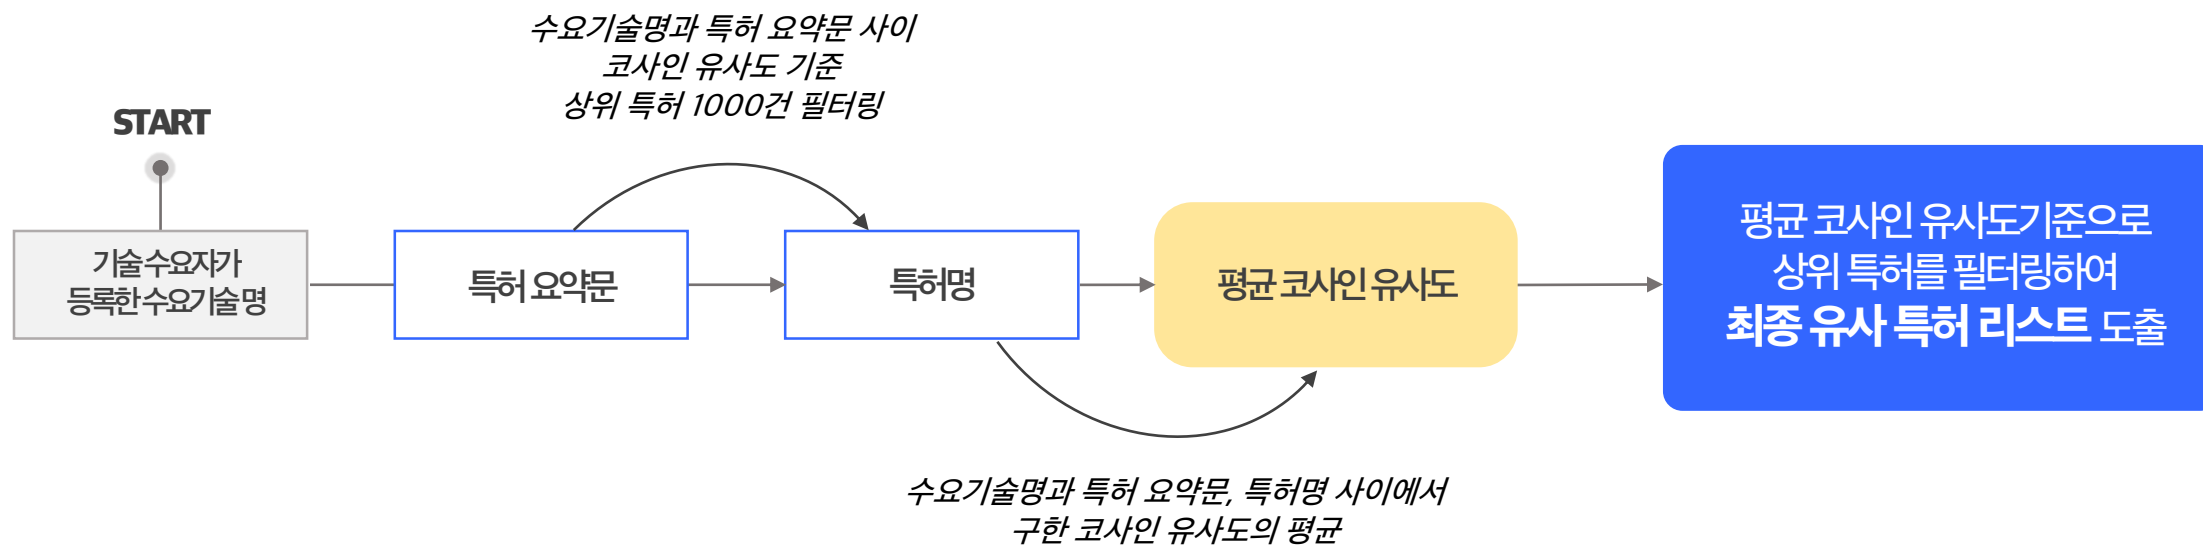 수요기술명과 특허 요약문 사이
코사인 유사도 기준
상위 특허 1000건 필터링
START
기술 수요자가
등록한 수요기술 명
특허 요약문
특허명
평균 코사인 유사도
평균 코사인 유사도기준으로
상위 특허를 필터링하여
최종 유사 특허 리스트 도출
수요기술명과 특허 요약문, 특허명 사이에서
구한 코사인 유사도의 평균